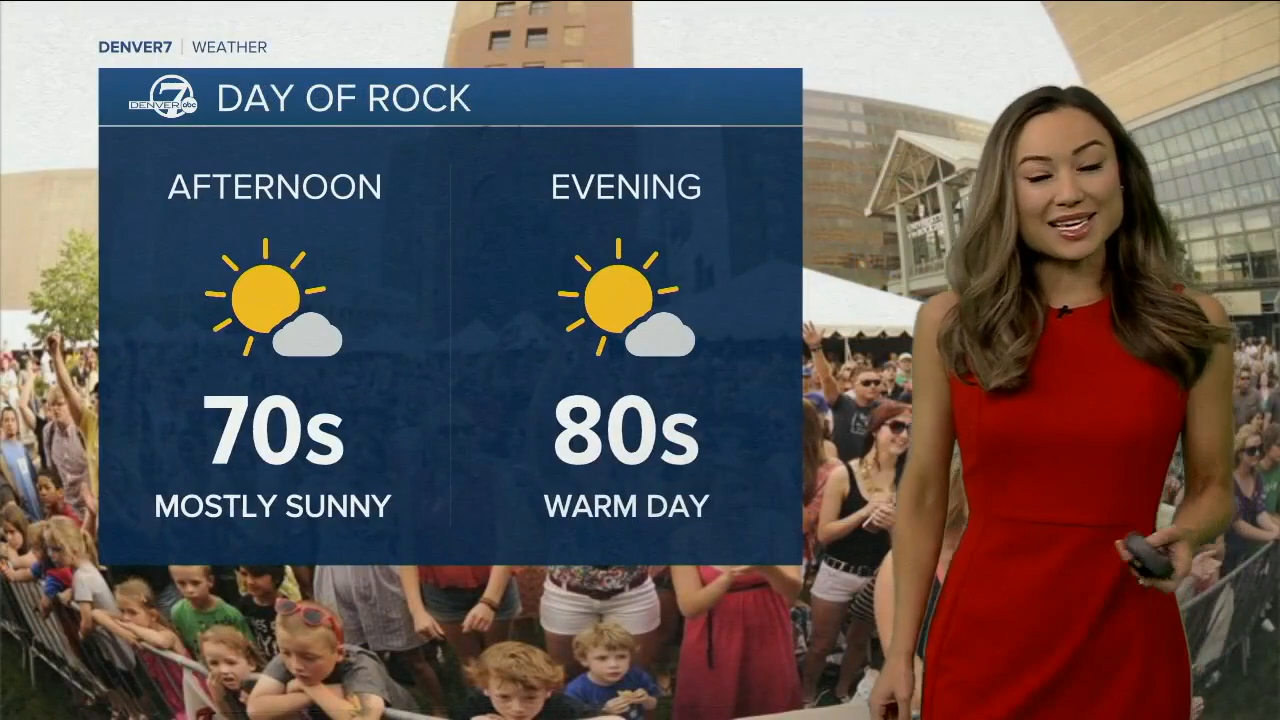 DENVER7 | WEATHER
7
DENVER abc
DAY OF ROCK
AFTERNOON
EVENING
70s
80s
MOSTLY SUNNY
WARM DAY